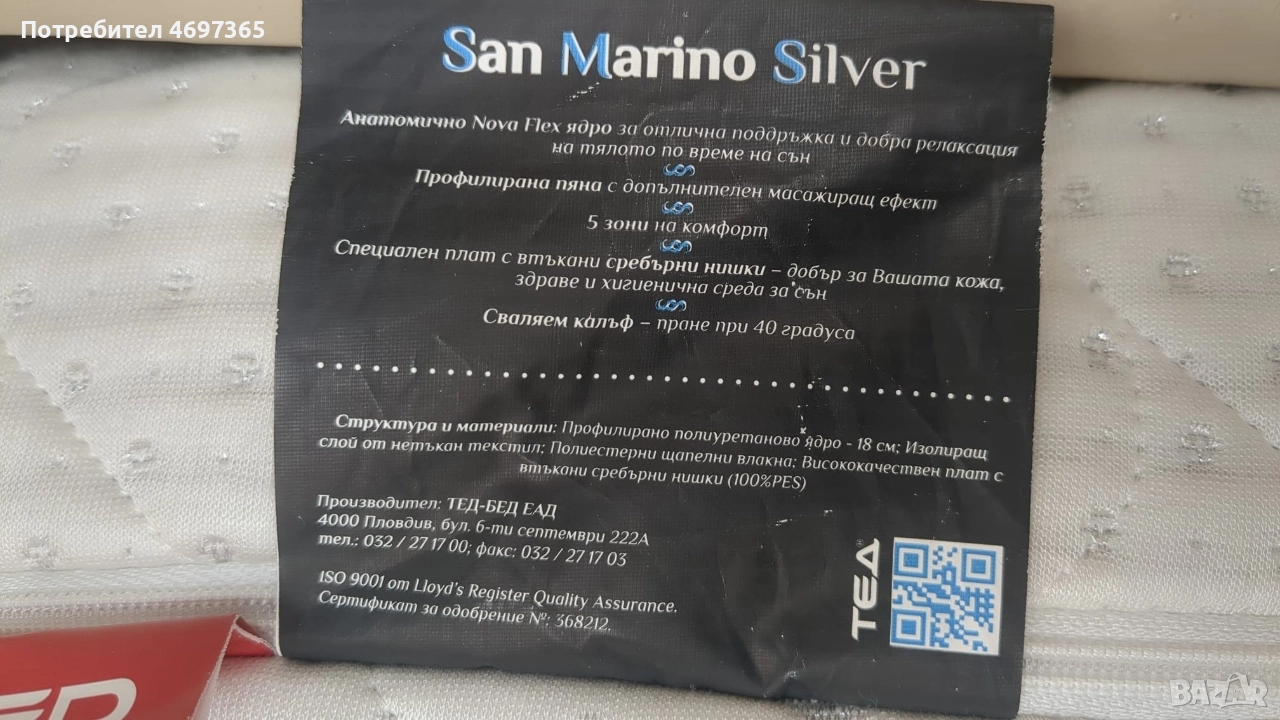 Потребител 4697365
San Marino Silver
Анатомично Nova Flex ядро за отлична поддръжка и добра релаксация
на тялото по време на сън
Профилирана пяна с допълнителен масажиращ ефект
5 зони на комфорт
Специален плат с втъкани сребърни нишки – добър за Вашата кожа,
здраве и хигиенична среда за сън
Сваляем калъф – пране при 40 градуса
Структура и материали: Профилирано полиуретаново ядро - 18 см; Изолиращ
слой от нетъкан текстил; Полиестерни щапелни влакна; Висококачествен плат с
втъкани сребърни нишки (100%PES)
Производител: ТЕД-БЕД ЕАД
4000 Пловдив, бул. 6-ти септември 222А
тел.: 032 / 27 17 00; факс: 032 / 27 17 03
ISO 9001 от Lloyd's Register Quality Assurance.
Сертификат за одобрение №: 368212.
ТЕД
BAZAR